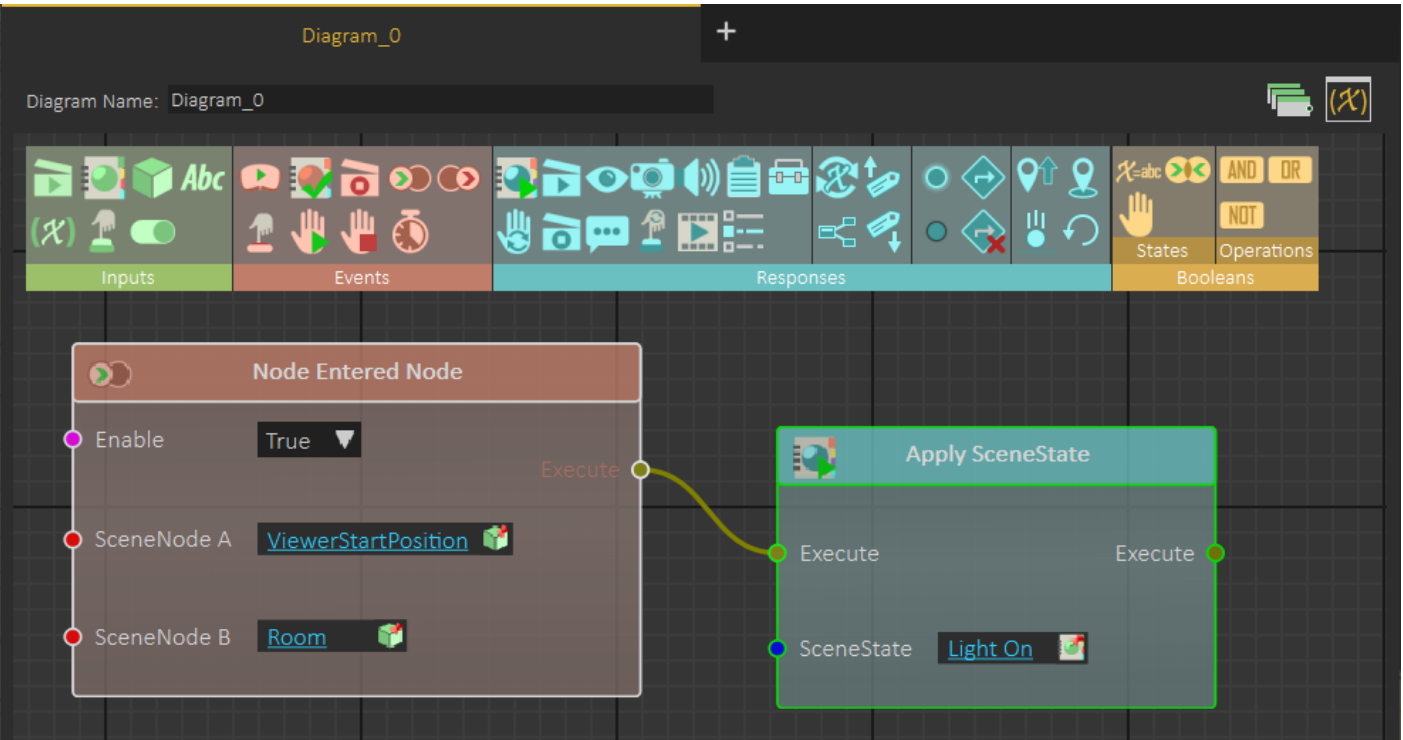 Diagram_0
+
Diagram Name: Diagram_0
(X)
Abc
X=abc
AND
OR
(x)
NOT
States
Operations
Inputs
Events
Responses
Booleans
Node Entered Node
Enable
True
Execute
SceneNode A
ViewerStartPosition
SceneNode B
Room
Apply SceneState
Execute
Execute
SceneState
Light On